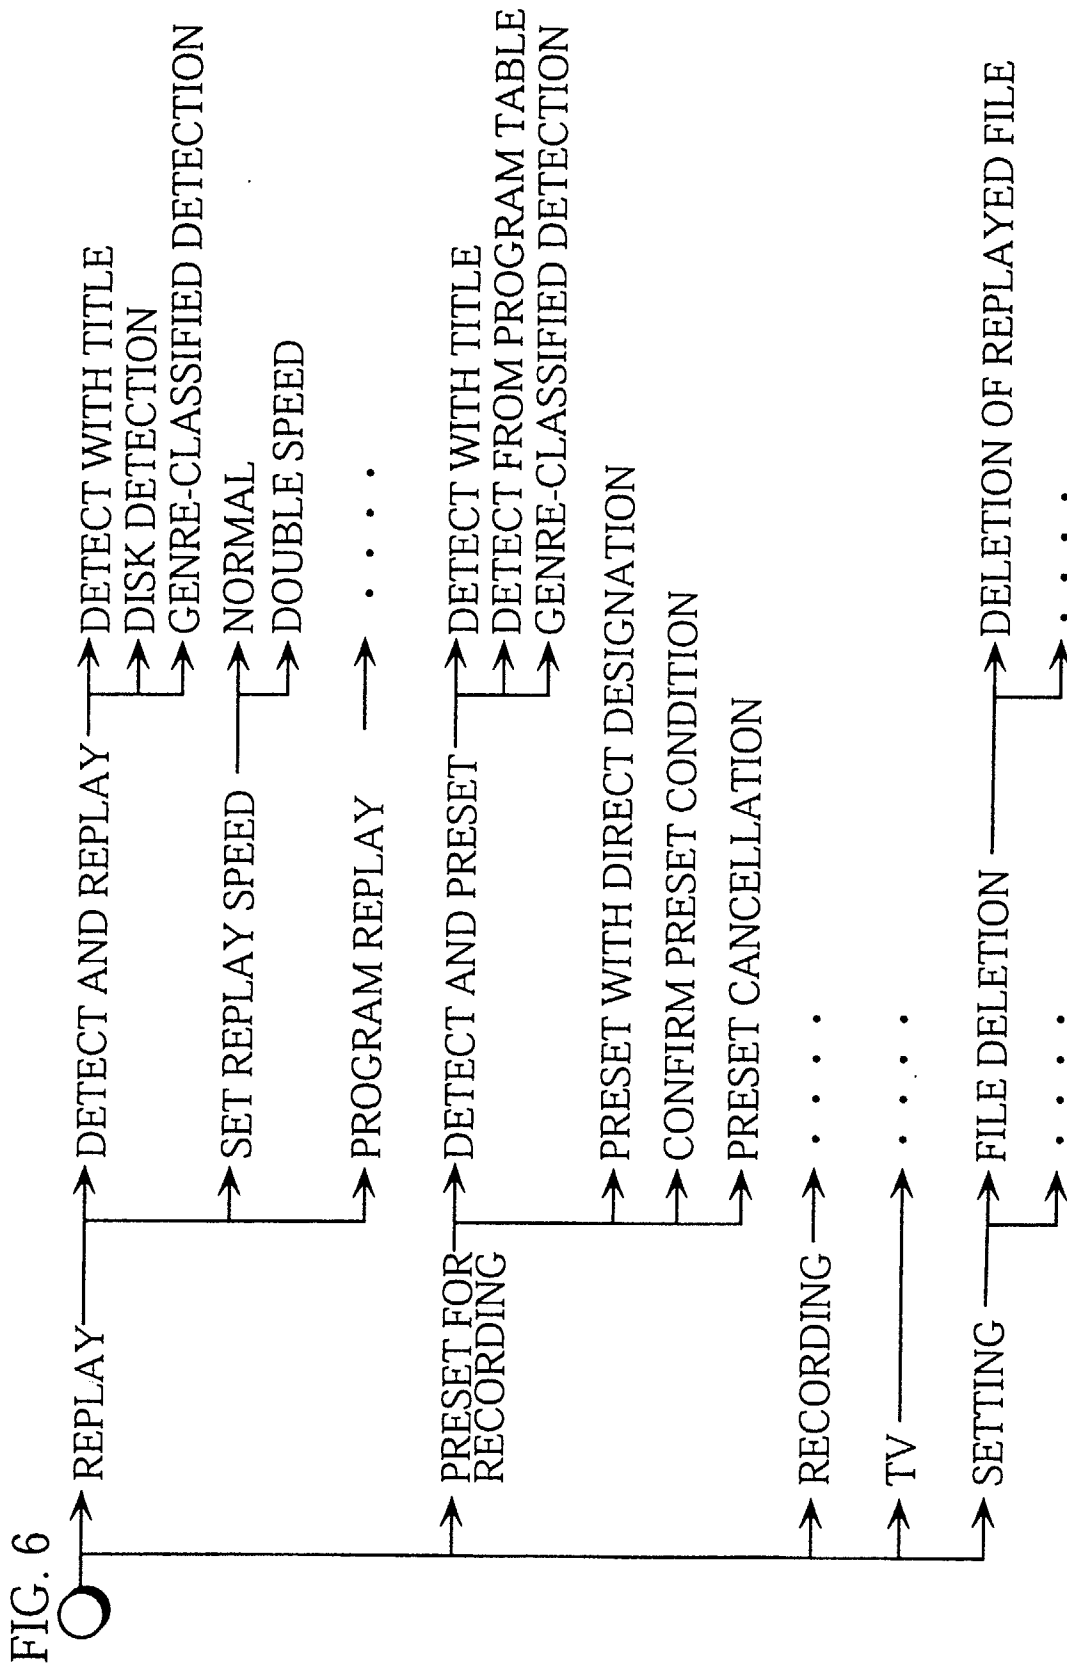 FIG. 6
REPLAY
DETECT AND REPLAY
DETECT WITH TITLE
DISK DETECTION
GENRE-CLASSIFIED DETECTION
SET REPLAY SPEED
NORMAL
DOUBLE SPEED
PROGRAM REPLAY
. . . .
PRESET FOR
RECORDING
DETECT AND PRESET
DETECT WITH TITLE
DETECT FROM PROGRAM TABLE
GENRE-CLASSIFIED DETECTION
PRESET WITH DIRECT DESIGNATION
CONFIRM PRESET CONDITION
PRESET CANCELLATION
RECORDING
. . . .
TV
. . . .
SETTING
FILE DELETION
DELETION OF REPLAYED FILE
. . . .
. . . .